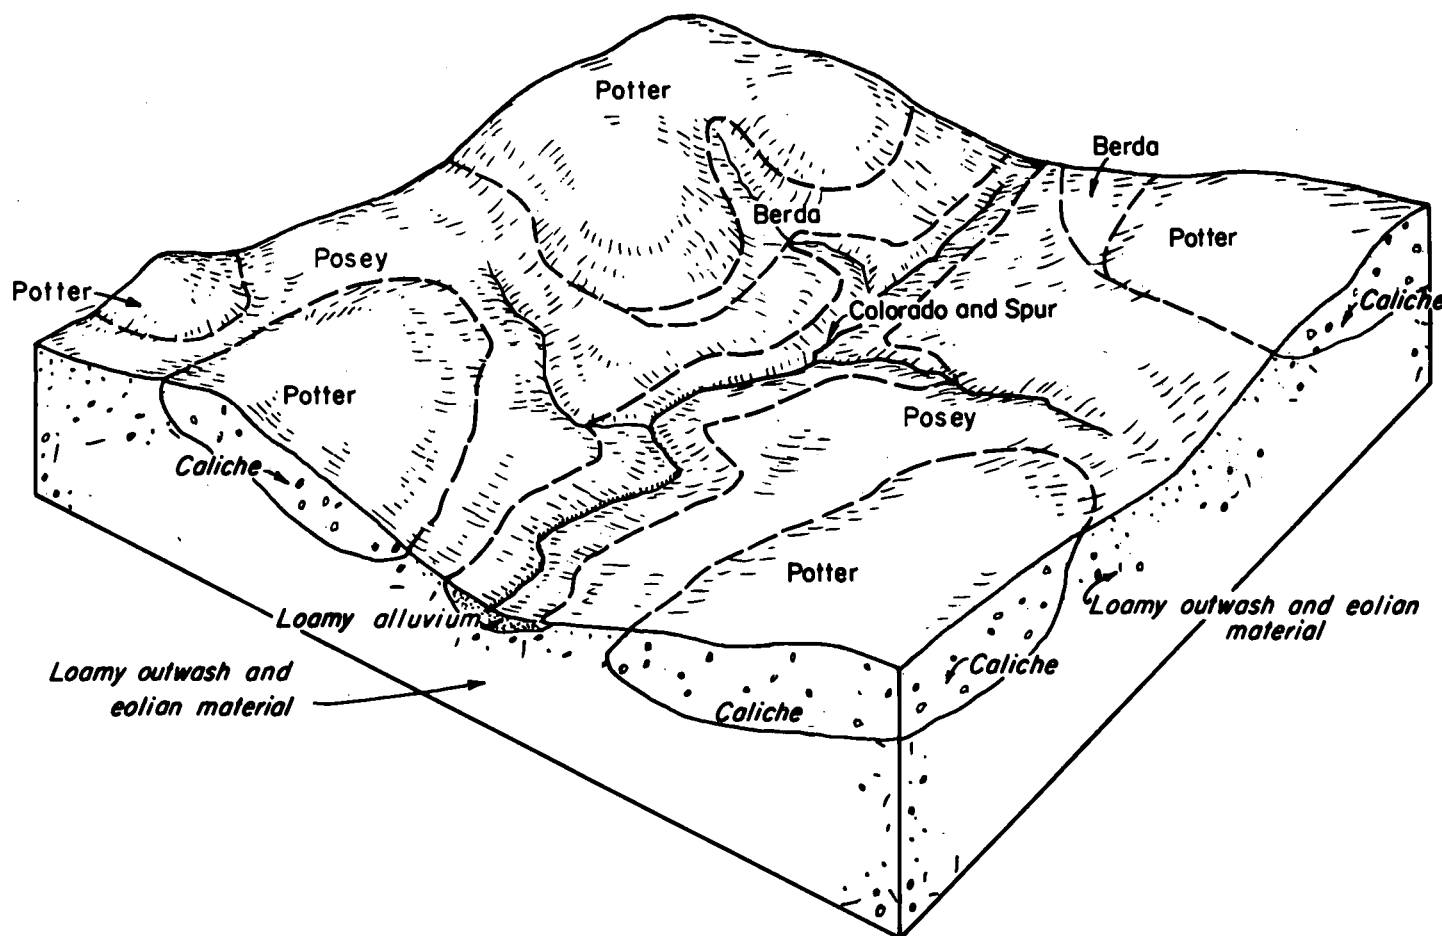 Potter
Berda
Berda
Potter
Posey
Potter
Caliche
Colorado and Spur
Potter
Posey
Caliche
Potter
Loamy outwash and eolian
material
Loamy alluvium
Caliche
Loamy outwash and
eolian material
Caliche